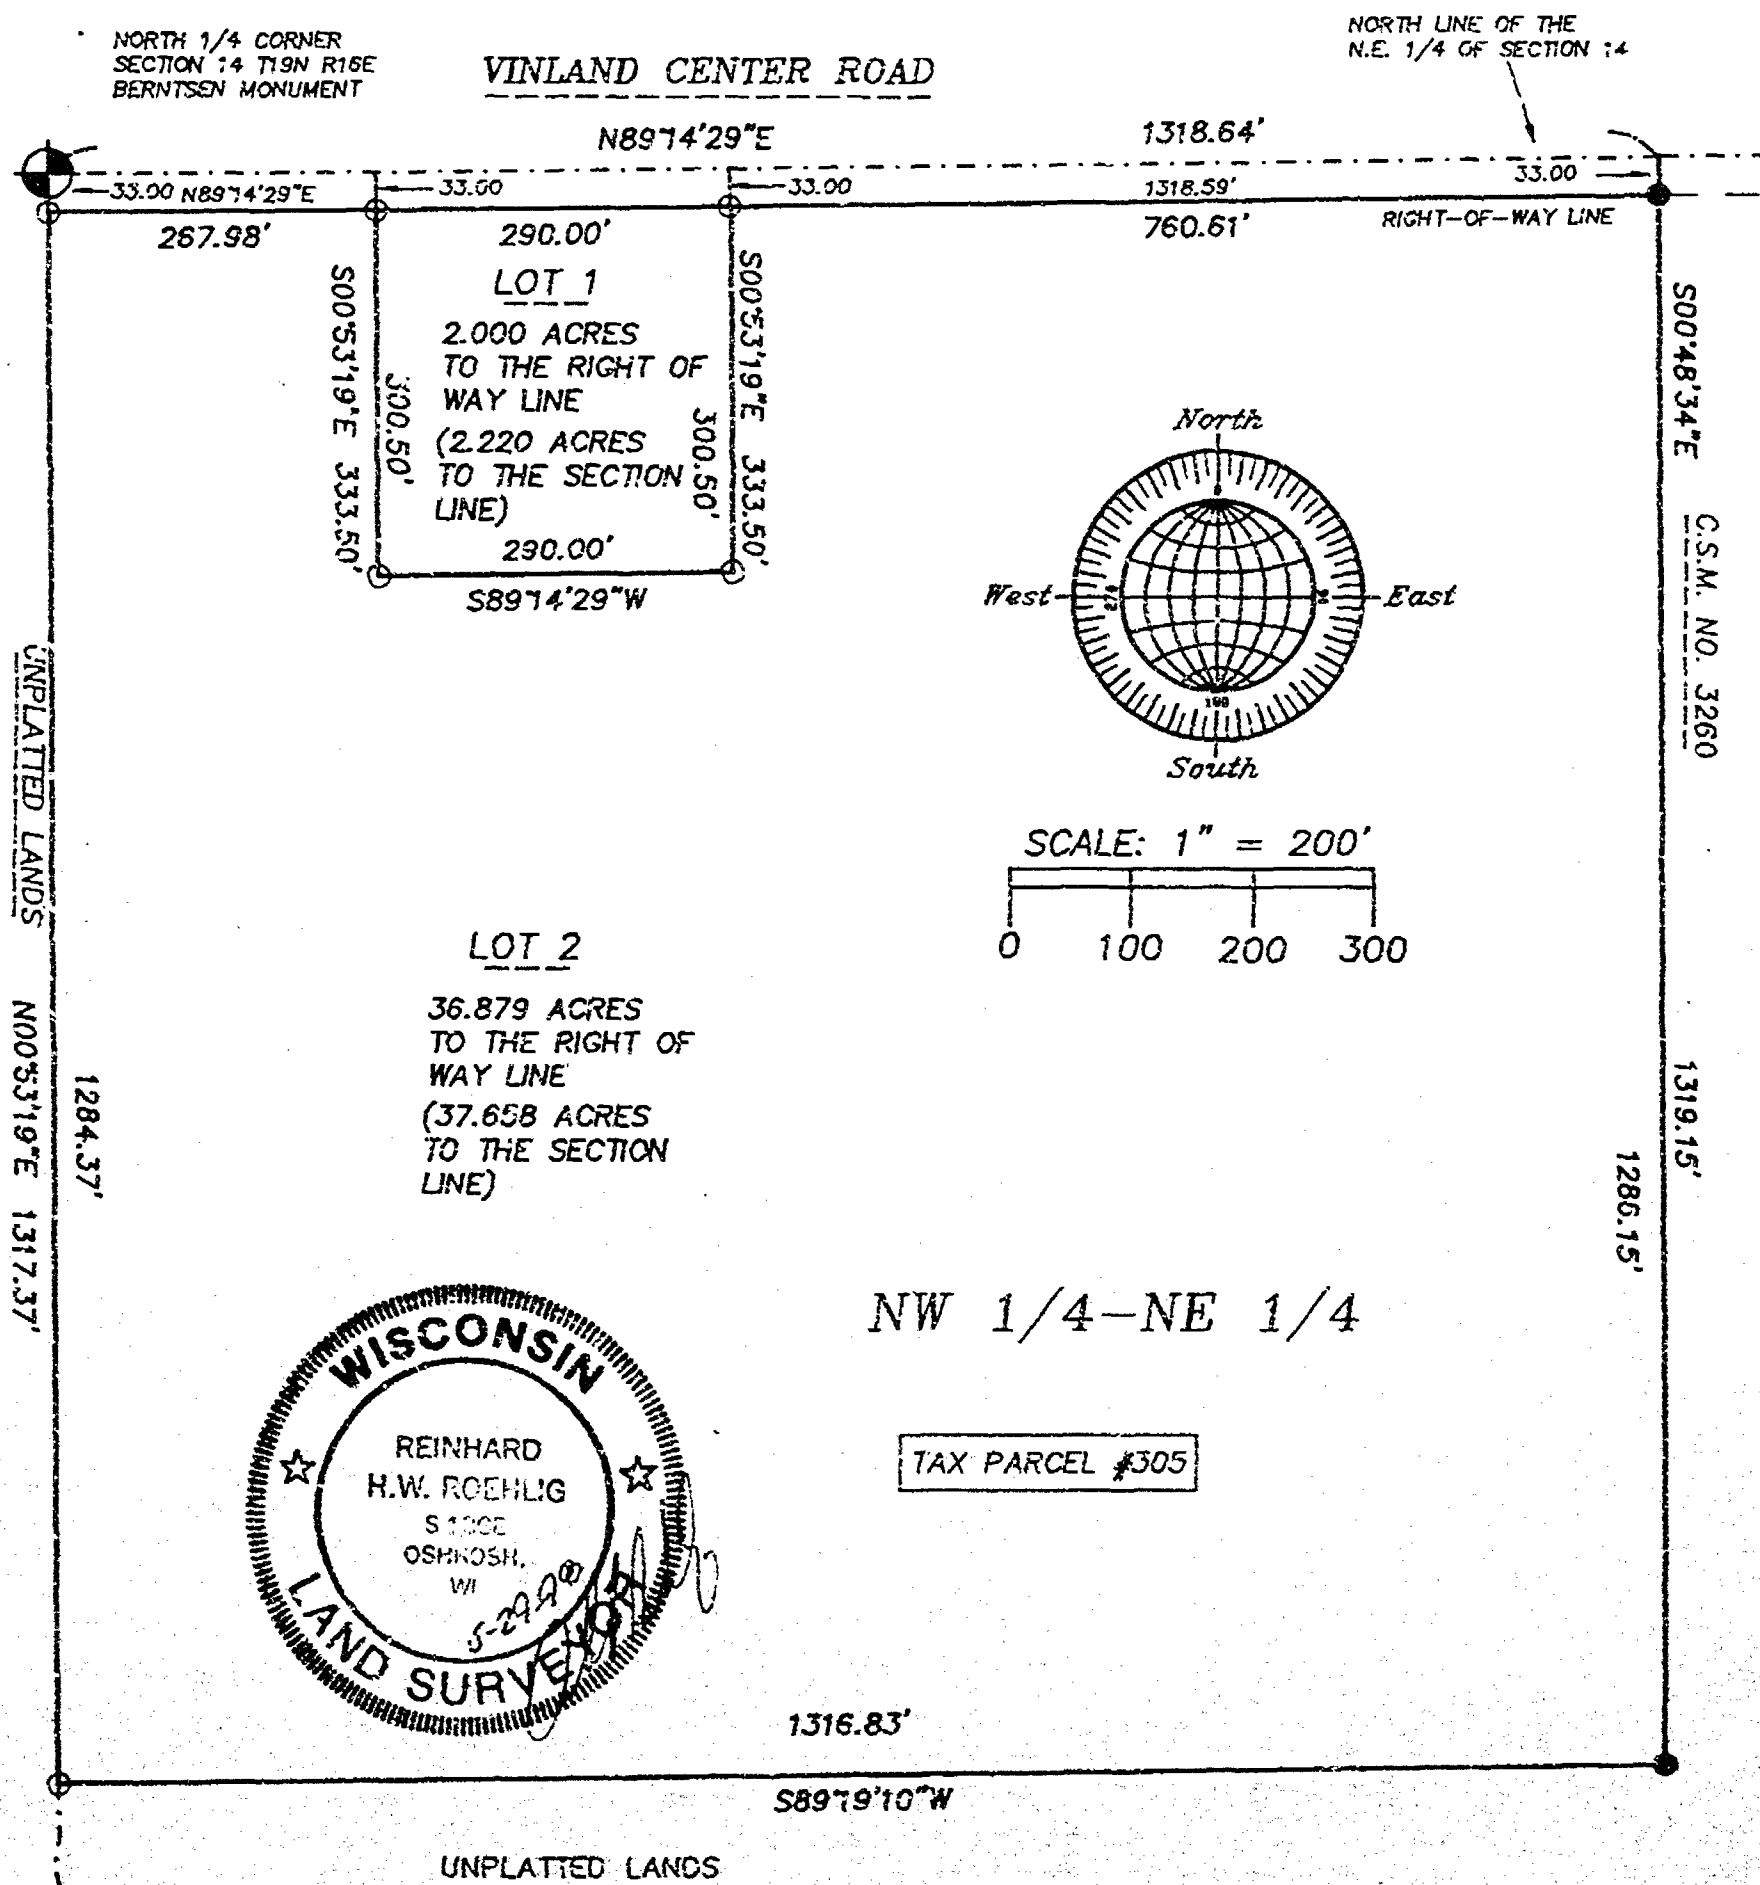 NORTH 1/4 CORNER
SECTION 14 T19N R16E
BERNTSEN MONUMENT
VINLAND CENTER ROAD
NORTH LINE OF THE
N.E. 1/4 OF SECTION 14
N89°14'29"E
1318.64'
33.00 N89°14'29"E
33.00
33.00
1318.59'
33.00
267.98'
290.00'
760.61'
RIGHT-OF-WAY LINE
LOT 1
2.000 ACRES
TO THE RIGHT OF
WAY LINE
(2.220 ACRES
TO THE SECTION
LINE)
S00°53'19"E 333.50'
300.50'
300.50'
S00°53'19"E 333.50'
290.00'
S89°14'29"W
S00°48'34"E
1319.15'
1286.15'
C.S.M. NO. 3260
North
West
East
South
270
90
180
SCALE: 1" = 200'
0 100 200 300
UNPLATTED LANDS
N00°53'19"E 1317.37'
1284.37'
LOT 2
36.879 ACRES
TO THE RIGHT OF
WAY LINE
(37.658 ACRES
TO THE SECTION
LINE)
NW 1/4-NE 1/4
TAX PARCEL #305
WISCONSIN
REINHARD
H.W. ROEHLIG
OSHKOSH,
WI
LAND SURVEYOR
1316.83'
S89°19'10"W
UNPLATTED LANDS